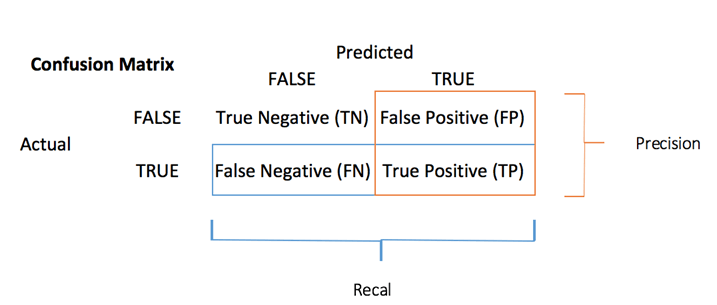 Predicted
Confusion Matrix
FALSE TRUE
FALSE True Negative (TN) False Positive (FP)
Actual Precision
TRUE False Negative (FN) True Positive (TP)
Recal